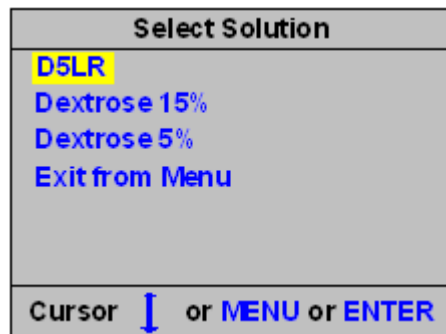 Select Solution
D5LR
Dextrose 15%
Dextrose 5%
Exit from Menu
Cursor or MENU or ENTER